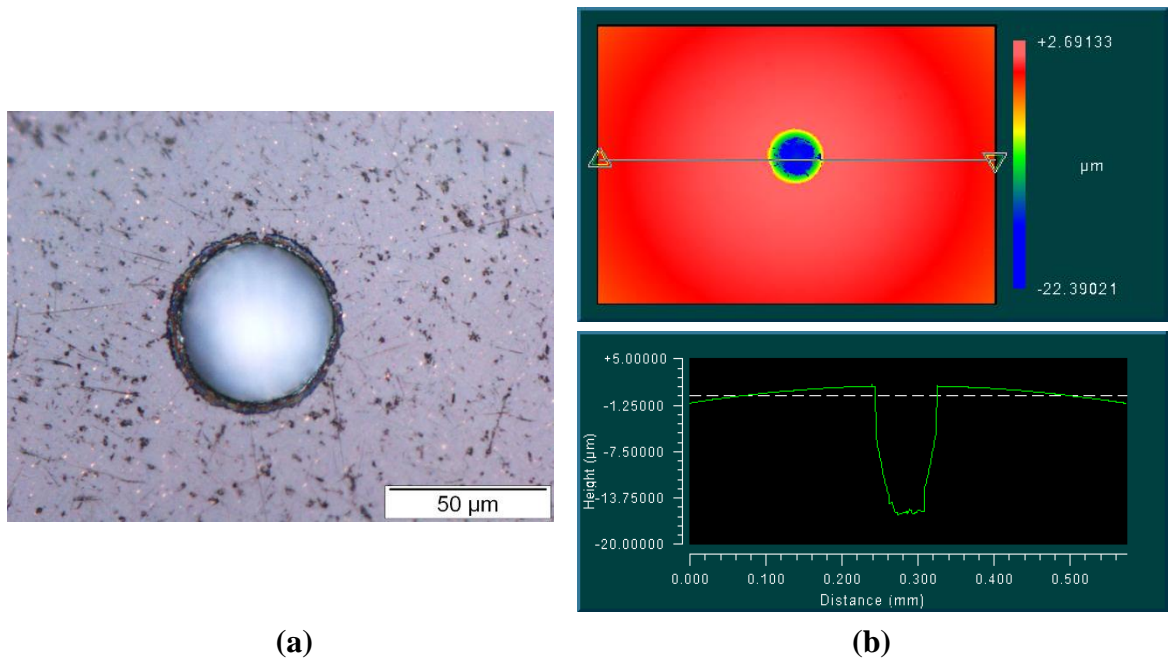 50 µm
+2.69133
µm
-22.39021
+5.00000
-1.25000
-7.50000
-13.75000
-20.00000
Height (µm)
0.000 0.100 0.200 0.300 0.400 0.500
Distance (mm)
(a) (b)